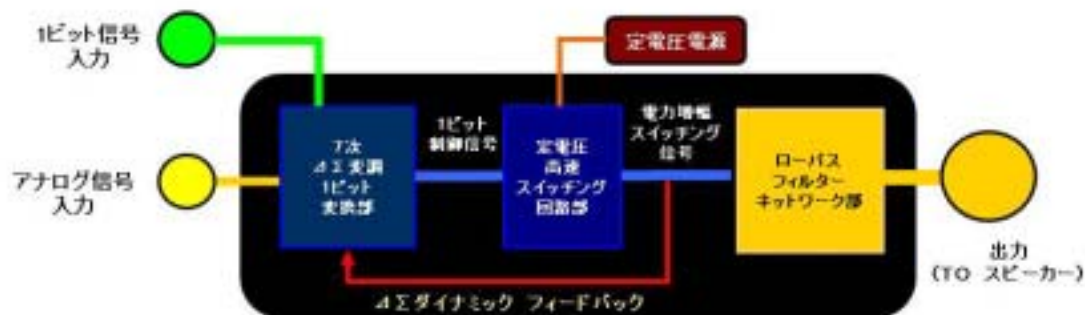 1ビット信号
入力
定電圧電源
アナログ信号
入力
7次
ΔΣ変調
1ビット
変換部
1ビット
制御信号
定電圧
高速
スイッチング
回路部
電力増幅
スイッチング
信号
ローパス
フィルター
ネットワーク部
出力
(TO スピーカー)
ΔΣダイナミック フィードバック